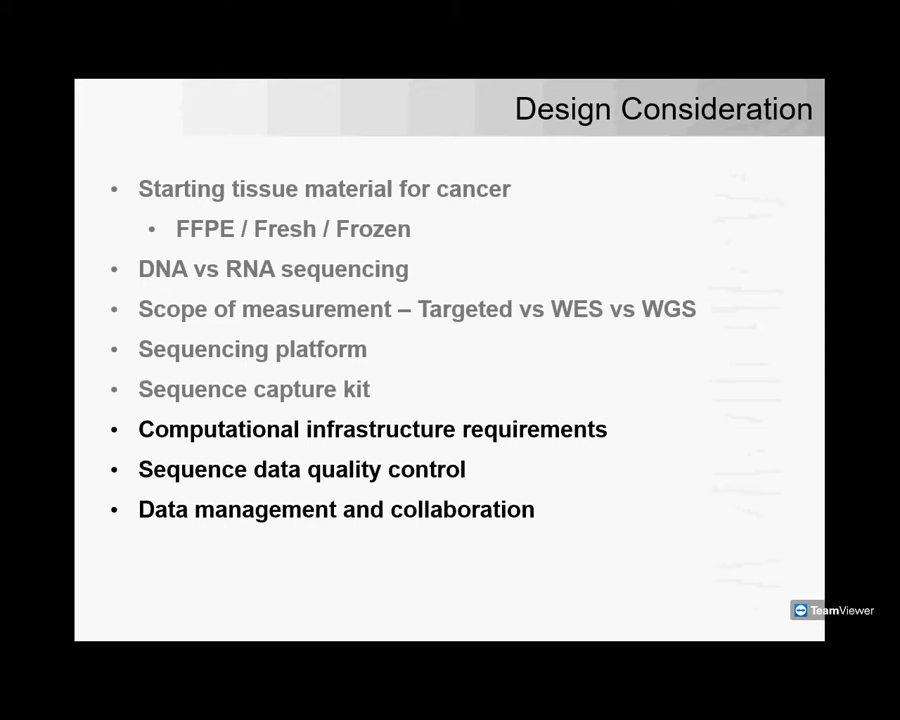 Design Consideration
• Starting tissue material for cancer
• FFPE / Fresh / Frozen
• DNA vs RNA sequencing
• Scope of measurement – Targeted vs WES vs WGS
• Sequencing platform
• Sequence capture kit
• Computational infrastructure requirements
• Sequence data quality control
• Data management and collaboration
TeamViewer